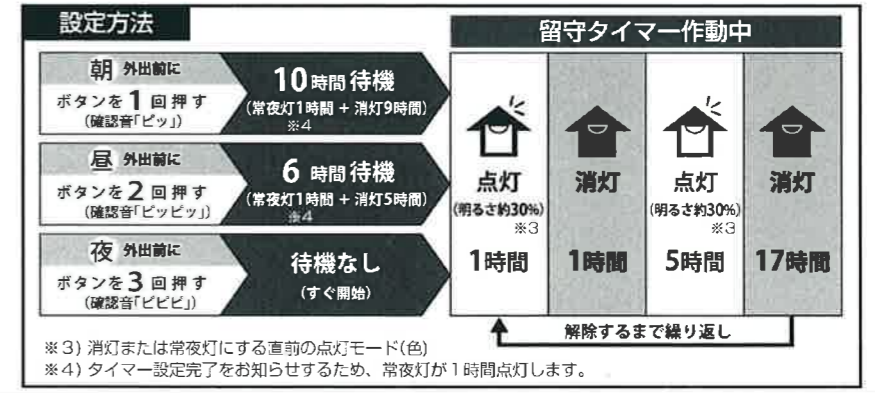 設定方法
留守タイマー作動中
朝 外出前に
ボタンを1回押す
(確認音「ピッ」)
10時間待機
(常夜灯1時間 + 消灯9時間)
※4
昼 外出前に
ボタンを2回押す
(確認音「ピッピッ」)
6 時間待機
(常夜灯1時間 + 消灯5時間)
※4
夜 外出前に
ボタンを3回押す
(確認音「ピピピ」)
待機なし
(すぐ開始)
点灯
(明るさ約30%)
※3
1時間
消灯
1時間
点灯
(明るさ約30%)
※3
5時間
消灯
17時間
解除するまで繰り返し
※3) 消灯または常夜灯にする直前の点灯モード(色)
※4) タイマー設定完了をお知らせするため、常夜灯が1時間点灯します。